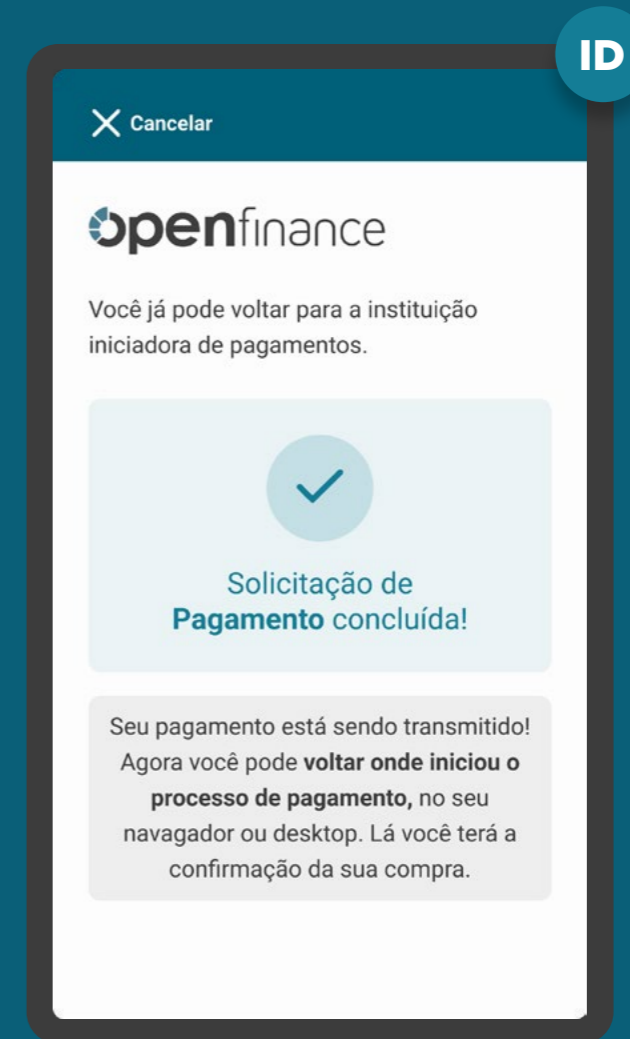 ID
Cancelar
openfinance
Você já pode voltar para a instituição
iniciadora de pagamentos.
Solicitação de
Pagamento concluída!
Seu pagamento está sendo transmitido!
Agora você pode voltar onde iniciou o
processo de pagamento, no seu
navagador ou desktop. Lá você terá a
confirmação da sua compra.